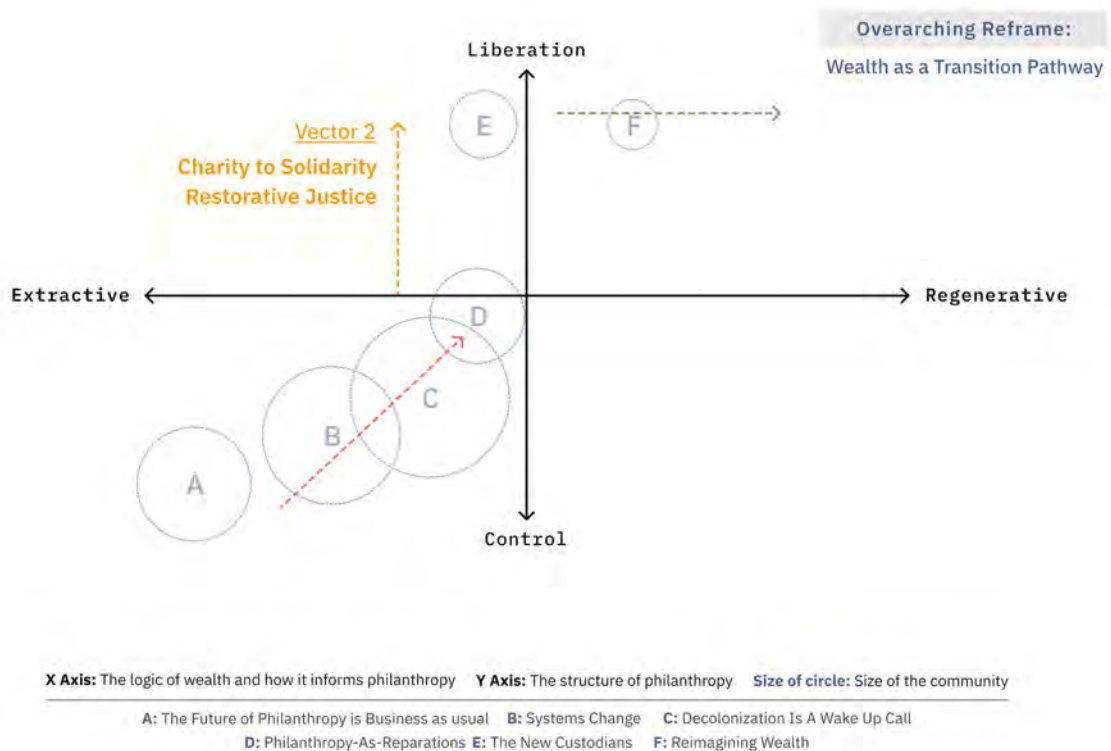 Overarching Reframe:
Wealth as a Transition Pathway
Liberation
E
F
Vector 2
Charity to Solidarity
Restorative Justice
Extractive
Regenerative
D
C
B
A
Control
X Axis: The logic of wealth and how it informs philanthropy Y Axis: The structure of philanthropy Size of circle: Size of the community
A: The Future of Philanthropy is Business as usual B: Systems Change C: Decolonization Is A Wake Up Call
D: Philanthropy-As-Reparations E: The New Custodians F: Reimagining Wealth